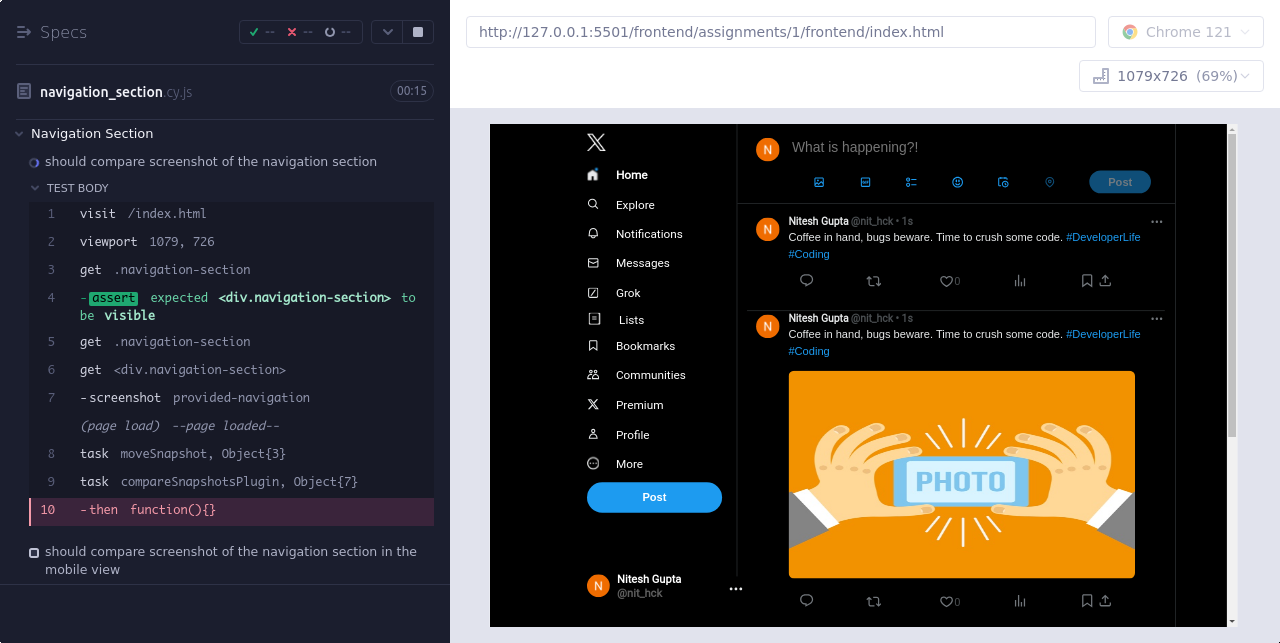 Specs
-- -- --
navigation_section.cy.js
00:15
Navigation Section
should compare screenshot of the navigation section
TEST BODY
1 visit /index.html
2 viewport 1079, 726
3 get .navigation-section
4 -assert expected <div.navigation-section> to
be visible
5 get .navigation-section
6 get <div.navigation-section>
7 -screenshot provided-navigation
(page load) --page loaded--
8 task moveSnapshot, Object{3}
9 task compareSnapshotsPlugin, Object{7}
10 -then function(){}
should compare screenshot of the navigation section in the
mobile view
http://127.0.0.1:5501/frontend/assignments/1/frontend/index.html
Chrome 121
1079x726 (69%)
Home
Explore
Notifications
Messages
Grok
Lists
Bookmarks
Communities
Premium
Profile
More
Post
N
Nitesh Gupta
@nit_hck
N
What is happening?!
Post
N
Nitesh Gupta @nit_hck • 1s
Coffee in hand, bugs beware. Time to crush some code. #DeveloperLife
#Coding
0
N
Nitesh Gupta @nit_hck • 1s
Coffee in hand, bugs beware. Time to crush some code. #DeveloperLife
#Coding
PHOTO
0